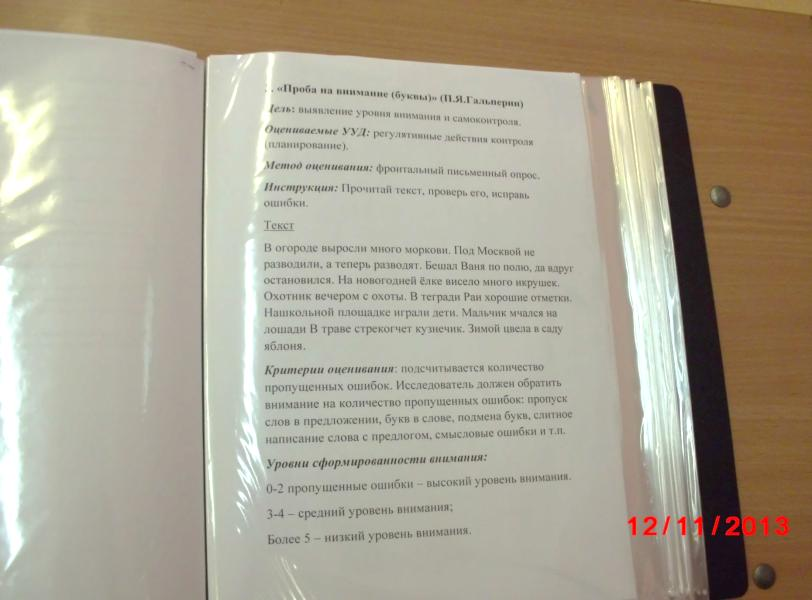 . «Проба на внимание (буквы)» (П.Я.Гальперин)
Цель: выявление уровня внимания и самоконтроля.
Оцениваемые УУД: регулятивные действия контроля
(планирование).
Метод оценивания: фронтальный письменный опрос.
Инструкция: Прочитай текст, проверь его, исправь
ошибки.
Текст
В огороде выросли много моркови. Под Москвой не
разводили, а теперь разводят. Бешал Ваня по полю, да вдруг
остановился. На новогодней ёлке висело много икрушек.
Охотник вечером с охоты. В тегради Раи хорошие отметки.
Нашкольной площадке играли дети. Мальчик мчался на
лошади В траве стрекогчет кузнечик. Зимой цвела в саду
яблоня.
Критерии оценивания: подсчитывается количество
пропущенных ошибок. Исследователь должен обратить
внимание на количество пропущенных ошибок: пропуск
слов в предложении, букв в слове, подмена букв, слитное
написание слова с предлогом, смысловые ошибки и т.п.
Уровни сформированности внимания:
0-2 пропущенные ошибки – высокий уровень внимания.
3-4 – средний уровень внимания;
Более 5 – низкий уровень внимания.
12/11/2013